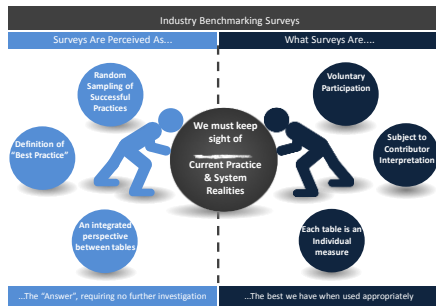 Industry Benchmarking Surveys
Surveys Are Perceived As...
What Surveys Are....
Random
Sampling of
Successful
Practices
Definition of
"Best Practice"
An integrated
perspective
between tables
We must keep
sight of
Current Practice
& System
Realities
Voluntary
Participation
Subject to
Contributor
Interpretation
Each table is an
Individual
measure
...The "Answer", requiring no further investigation
...The best we have when used appropriately